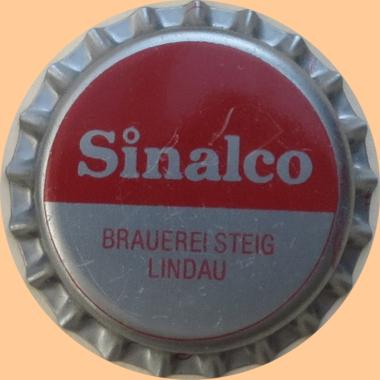 Sinalco
BRAUEREI STEIG
LINDAU